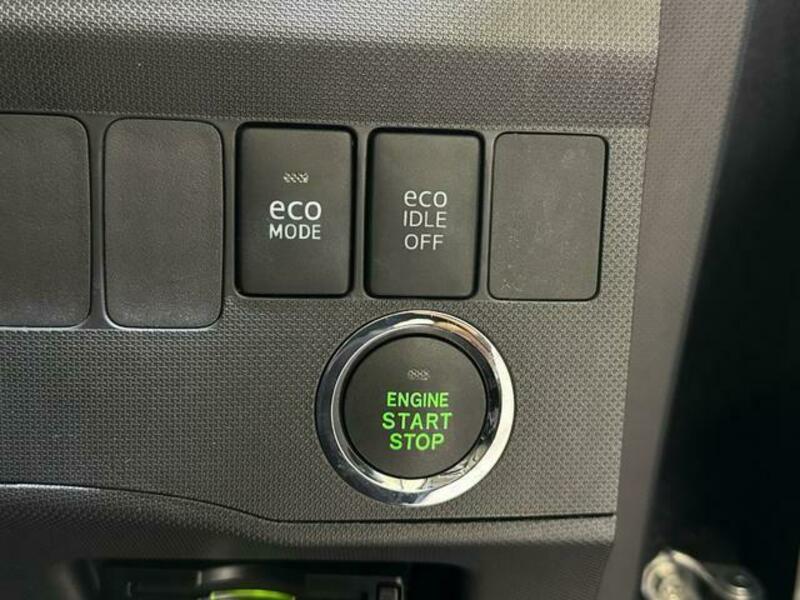 eco
MODE
eco
IDLE
OFF
ENGINE
START
STOP